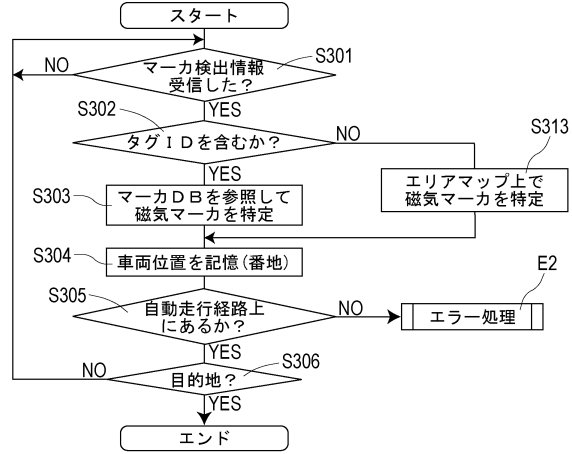 スタート
マーカ検出情報
受信した？
S301
NO
YES
S302
タグＩＤを含むか？
NO
YES
S313
エリアマップ上で
磁気マーカを特定
S303
マーカＤＢを参照して
磁気マーカを特定
S304
車両位置を記憶(番地)
S305
自動走行経路上
にあるか？
NO
E2
エラー処理
YES
S306
目的地？
NO
YES
エンド